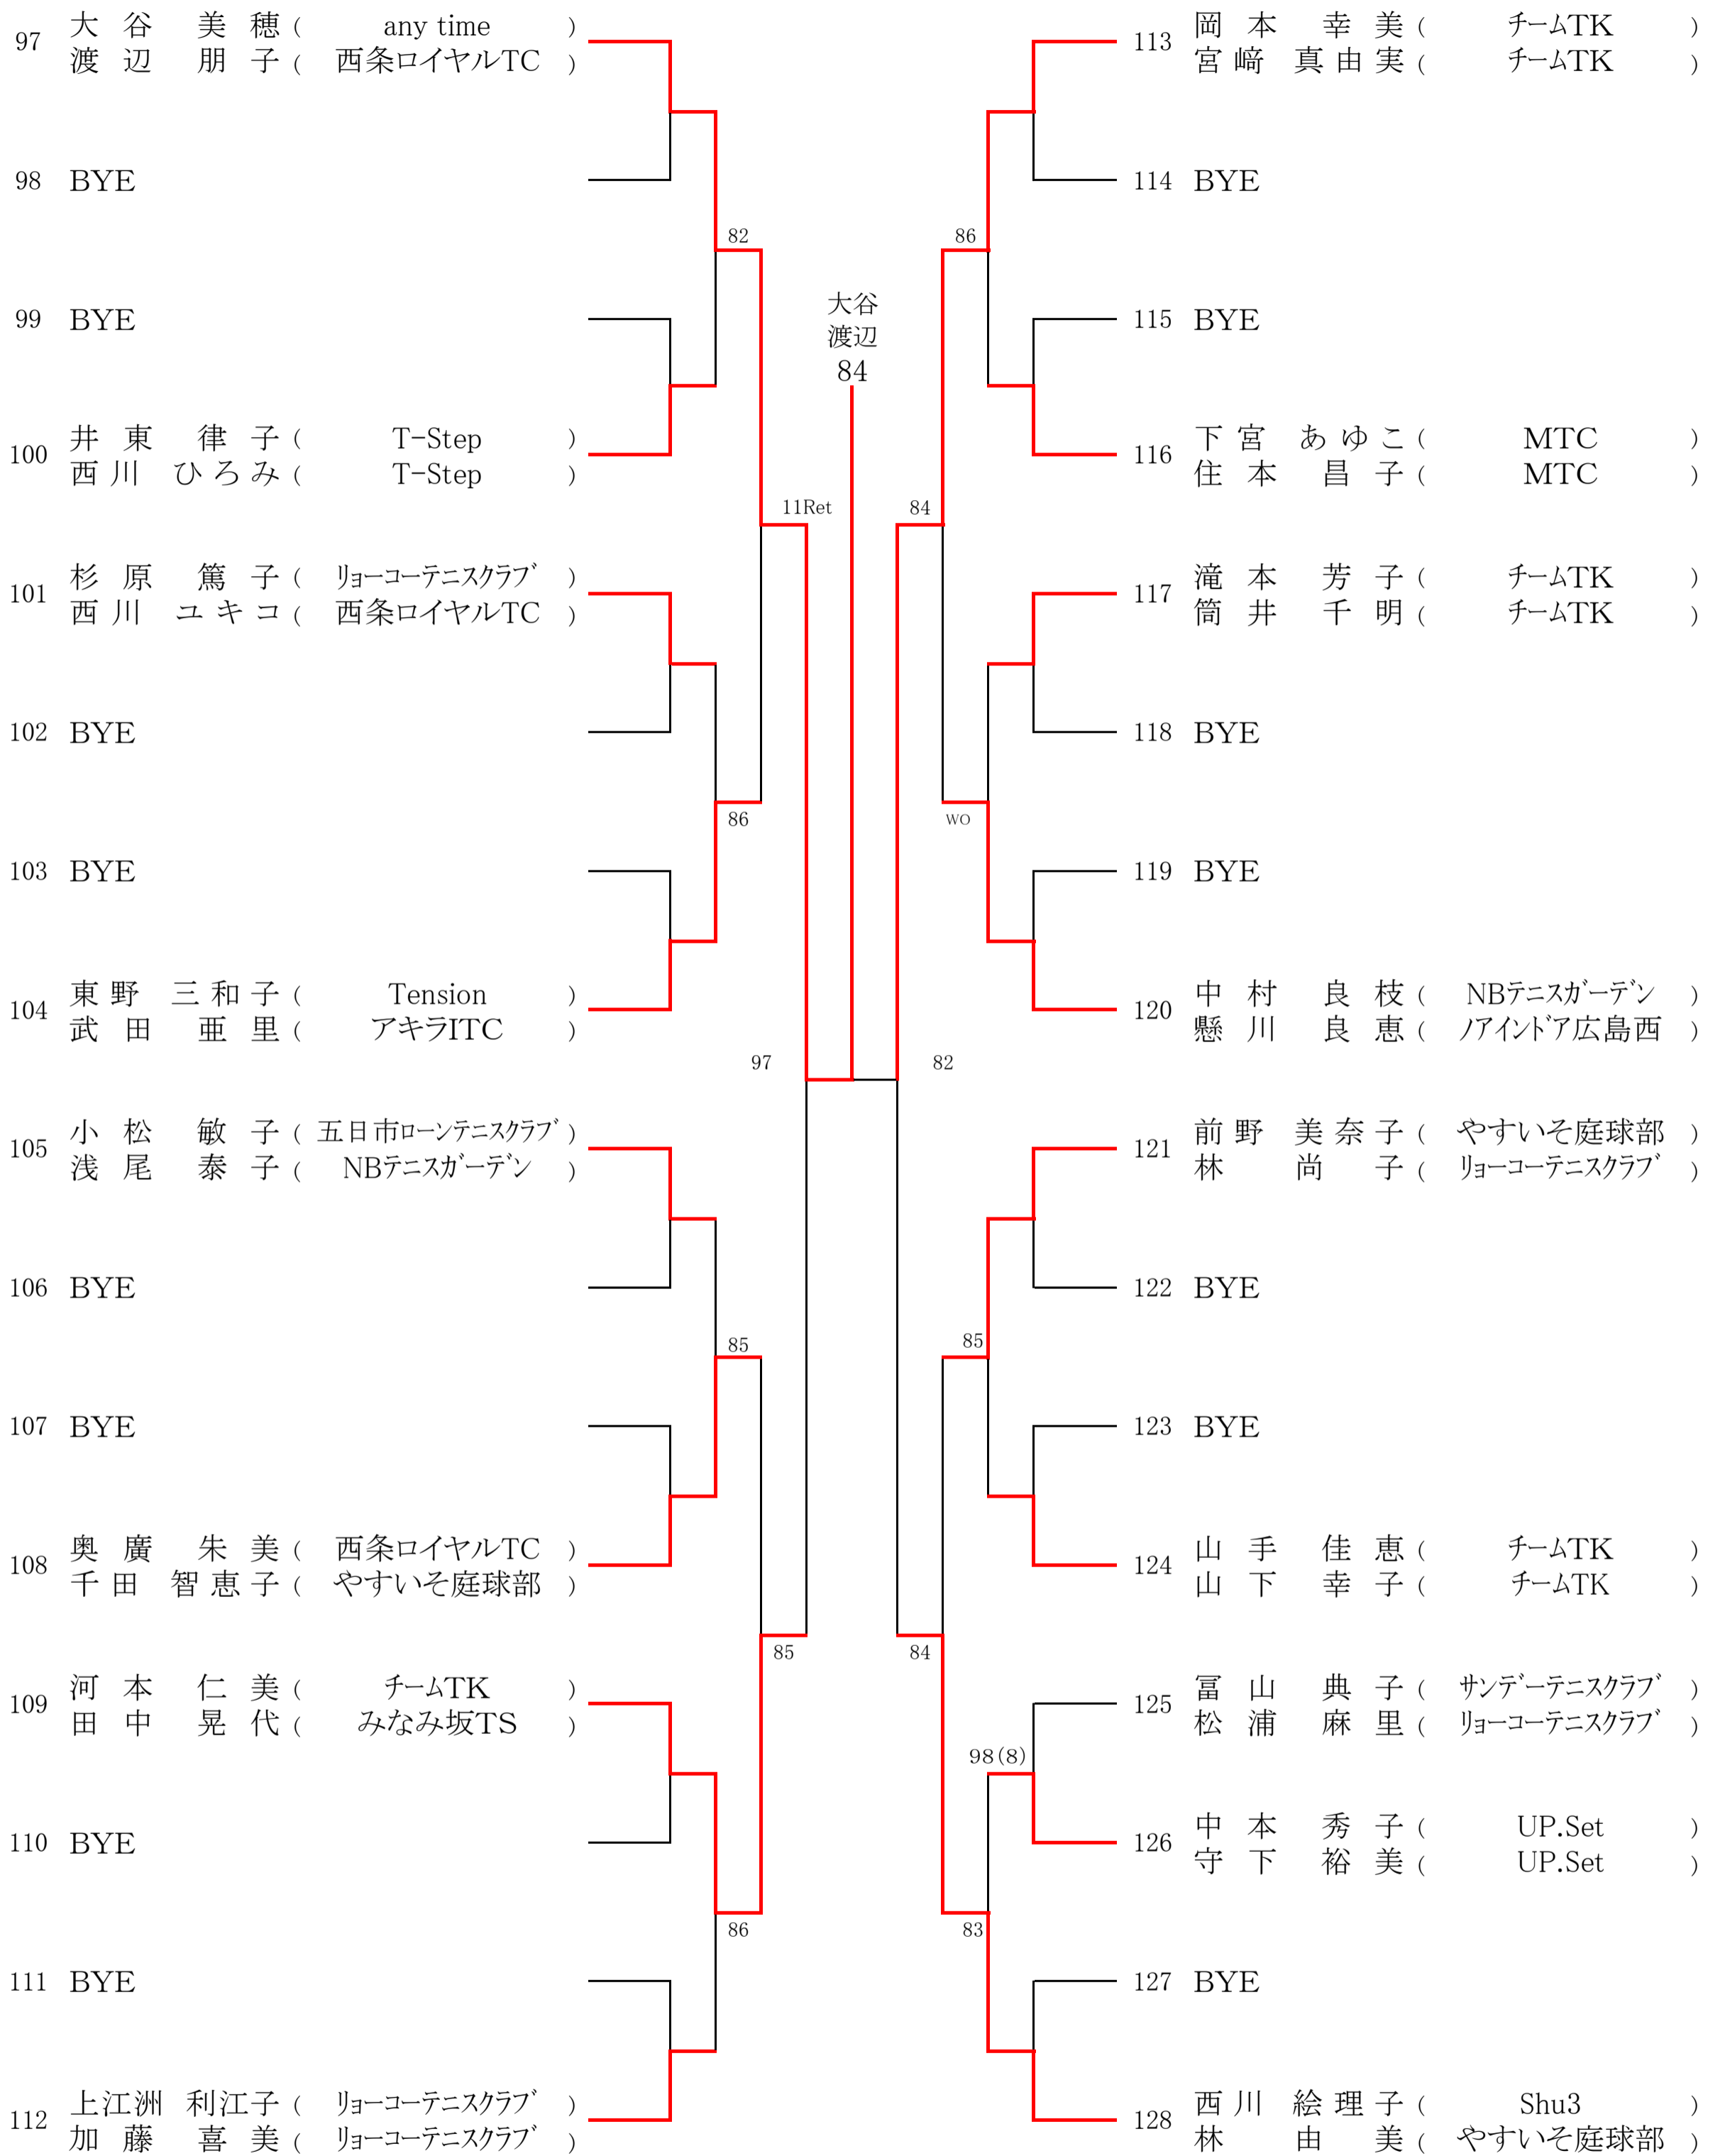 97 大谷 美穂 ( any time )
渡辺 朋子 ( 西条ロイヤルTC )
98 BYE
82
99 BYE
100 井東 律子 ( T-Step )
西川 ひろみ ( T-Step )
11Ret
101 杉原 篤子 ( リョーコーテニスクラブ )
西川 ユキコ ( 西条ロイヤルTC )
102 BYE
86
103 BYE
104 東野 三和子 ( Tension )
武田 亜里 ( アキラITC )
97
105 小松 敏子 ( 五日市ローンテニスクラブ )
浅尾 泰子 ( NBテニスガーデン )
106 BYE
85
107 BYE
108 奥廣 朱美 ( 西条ロイヤルTC )
千田 智恵子 ( やすいそ庭球部 )
85
109 河本 仁美 ( チームTK )
田中 晃代 ( みなみ坂TS )
110 BYE
86
111 BYE
112 上江洲 利江子 ( リョーコーテニスクラブ )
加藤 喜美 ( リョーコーテニスクラブ )
大谷
渡辺
84
113 岡本 幸美 ( チームTK )
宮﨑 真由実 ( チームTK )
114 BYE
86
115 BYE
116 下宮 あゆこ ( MTC )
住本 昌子 ( MTC )
84
117 滝本 芳子 ( チームTK )
筒井 千明 ( チームTK )
118 BYE
WO
119 BYE
120 中村 良枝 ( NBテニスガーデン )
懸川 良恵 ( ノアインドア広島西 )
82
121 前野 美奈子 ( やすいそ庭球部 )
林 尚子 ( リョーコーテニスクラブ )
122 BYE
85
123 BYE
124 山手 佳恵 ( チームTK )
山下 幸子 ( チームTK )
84
125 冨山 典子 ( サンデーテニスクラブ )
松浦 麻里 ( リョーコーテニスクラブ )
98(8)
126 中本 秀子 ( UP.Set )
守下 裕美 ( UP.Set )
83
127 BYE
128 西川 絵理子 ( Shu3 )
林 由美 ( やすいそ庭球部 )